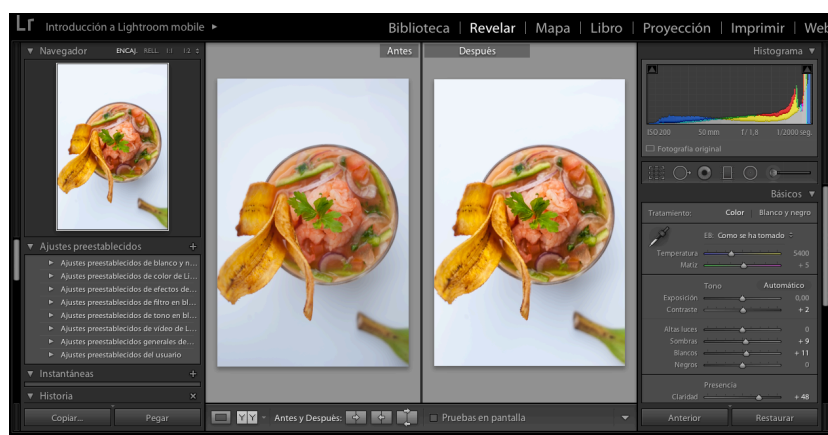 Lr Introducción a Lightroom mobile
Biblioteca | Revelar | Mapa | Libro | Proyección | Imprimir | Web
Navegador ENCAJ. RELL. 1:1 1:2
Antes
Después
Histograma
ISO 200 50 mm f / 1,8 1/2000 seg.
Fotografía original
Básicos
Tratamiento: Color | Blanco y negro
EB: Como se ha tomado
Temperatura 5400
Matiz + 5
Tono Automático
Exposición 0,00
Contraste + 2
Altas luces 0
Sombras + 9
Blancos + 11
Negros 0
Presencia
Claridad + 48
Ajustes preestablecidos +
Ajustes preestablecidos de blanco y n...
Ajustes preestablecidos de color de Li...
Ajustes preestablecidos de efectos de...
Ajustes preestablecidos de filtro en bl...
Ajustes preestablecidos de tono en bl...
Ajustes preestablecidos de vídeo de L...
Ajustes preestablecidos generales de...
Ajustes preestablecidos del usuario
Instantáneas +
Historia ×
Copiar... Pegar
YY Antes y Después:
Pruebas en pantalla
Anterior Restaurar